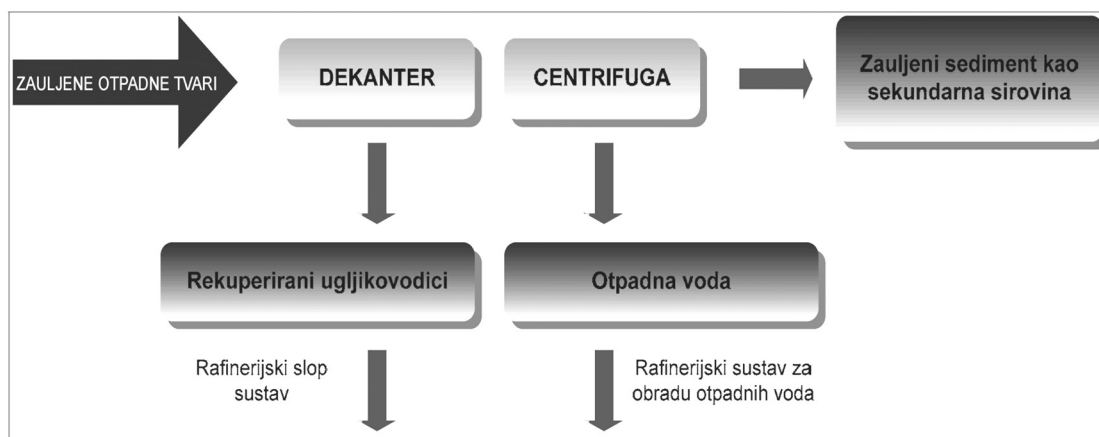 ZAULJENE OTPADNE TVARI
DEKANTER
CENTRIFUGA
Zauljeni sediment kao
sekundarna sirovina
Rekuperirani ugljikovodici
Otpadna voda
Rafinerijski slop
sustav
Rafinerijski sustav za
obradu otpadnih voda